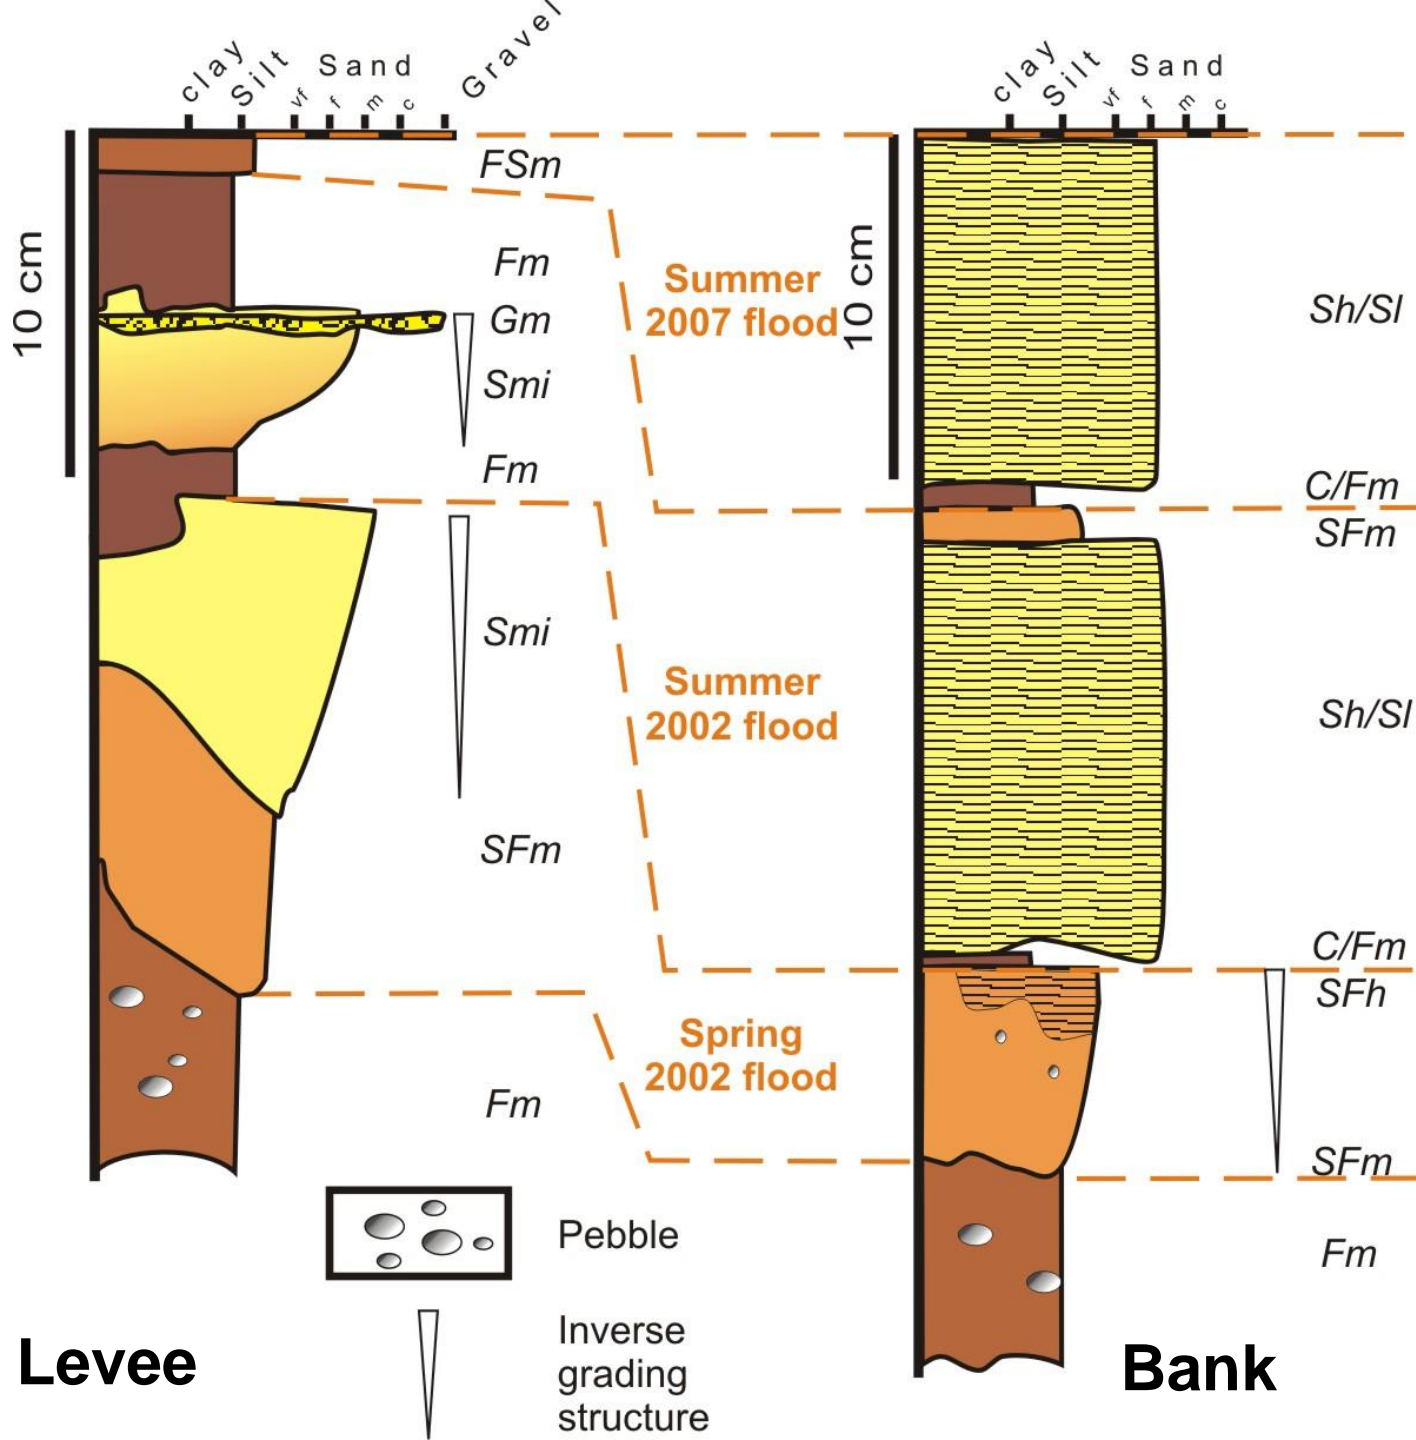 clay Silt Sand Gravel
vf f m c
clay Silt Sand
vf f m c
10 cm
FSm
Fm
Gm
Smi
Fm
Smi
SFm
Fm
Summer
2007 flood
Summer
2002 flood
Spring
2002 flood
10 cm
Sh/Sl
C/Fm
SFm
Sh/Sl
C/Fm
SFh
SFm
Fm
Pebble
Inverse
grading
structure
Levee
Bank